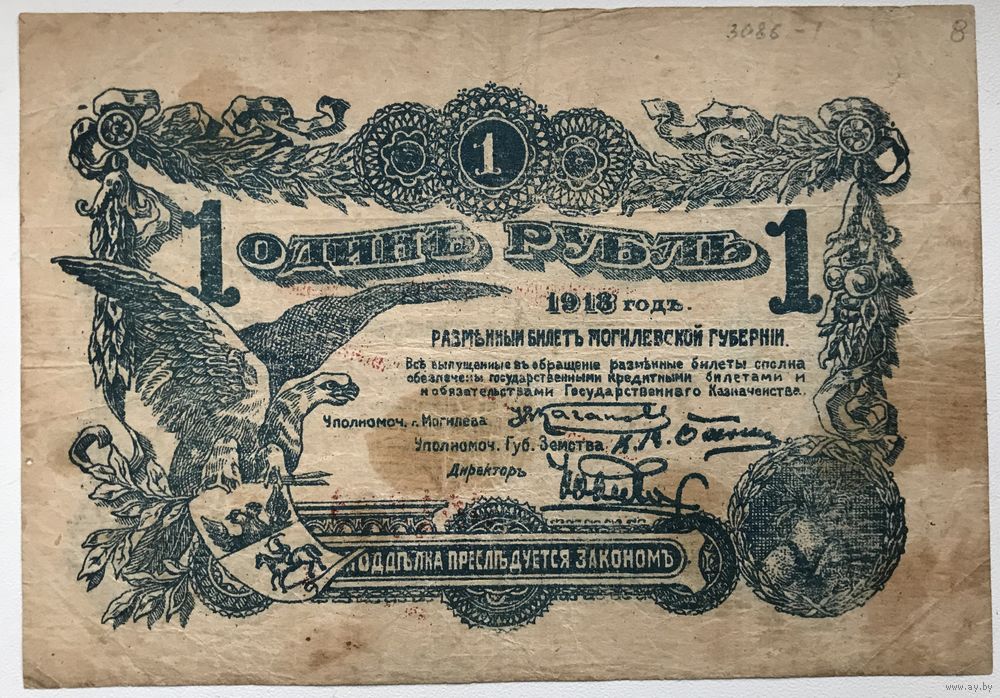 3086-1
8
1
1 ОДИНЪ РУБЛЬ 1
1918 годъ.
РАЗМѢННЫЙ БИЛЕТЪ МОГИЛЕВСКОЙ ГУБЕРНІИ.
Всѣ выпущенные въ обращеніе размѣнные билеты сполна
обезпечены государственными кредитными билетами и
и обязательствами Государственнаго Казначейства.
Уполномоч. г. Могилева
Уполномоч. Губ. Земства
Директоръ
ПОДДѢЛКА ПРЕСЛѢДУЕТСЯ ЗАКОНОМЪ
www.ay.by